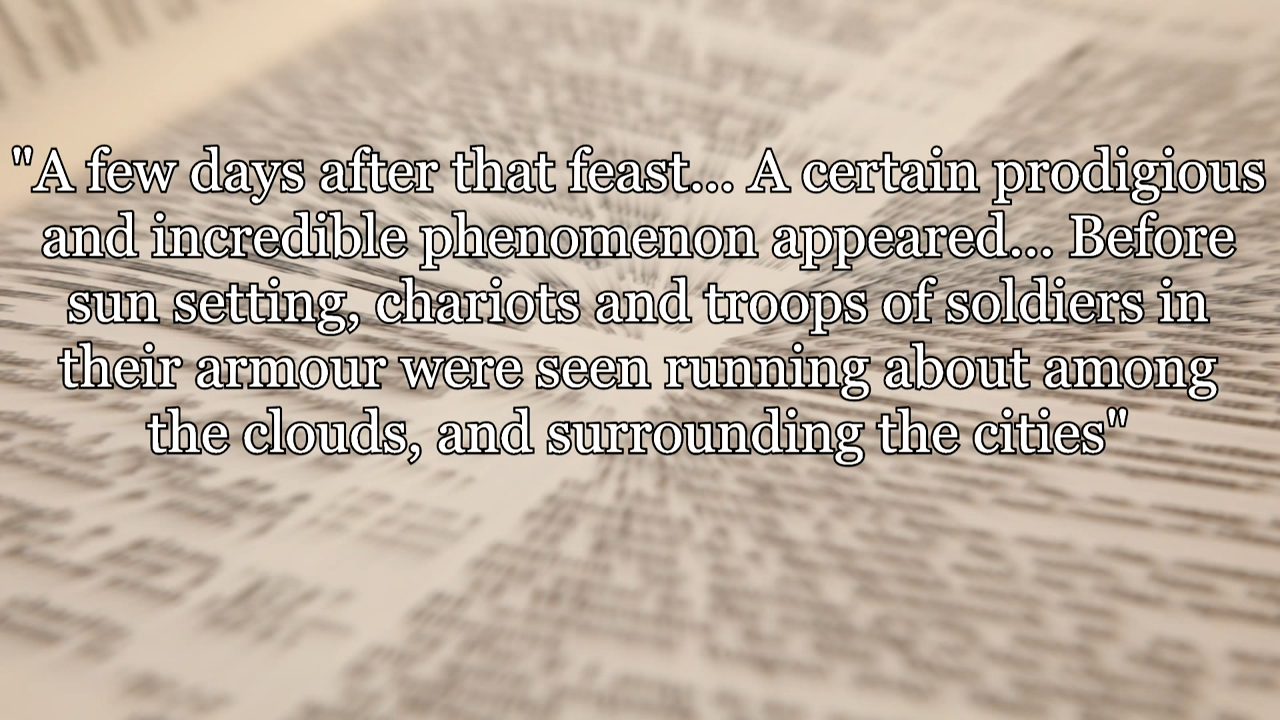 "A few days after that feast... A certain prodigious
and incredible phenomenon appeared... Before
sun setting, chariots and troops of soldiers in
their armour were seen running about among
the clouds, and surrounding the cities"